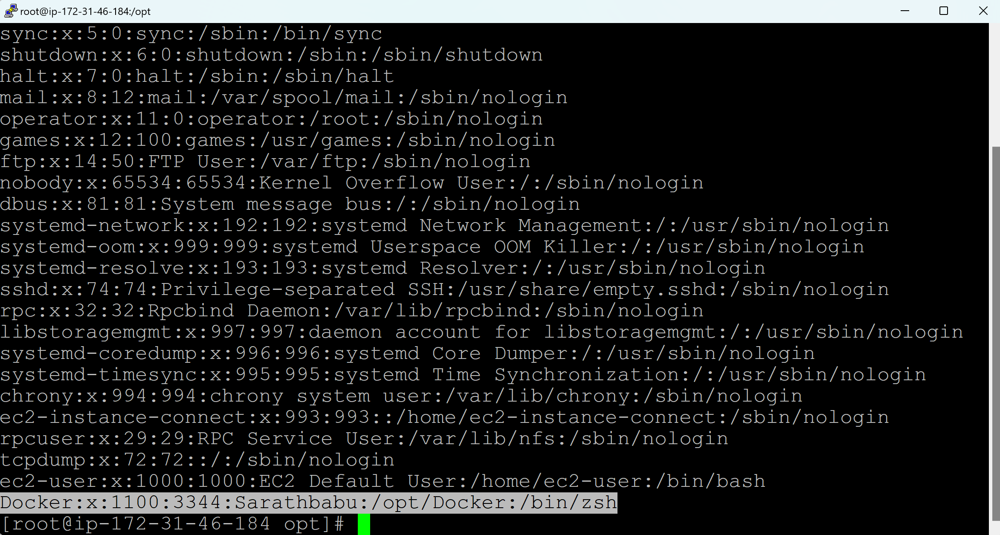 root@ip-172-31-46-184:/opt
sync:x:5:0:sync:/sbin:/bin/sync
shutdown:x:6:0:shutdown:/sbin:/sbin/shutdown
halt:x:7:0:halt:/sbin:/sbin/halt
mail:x:8:12:mail:/var/spool/mail:/sbin/nologin
operator:x:11:0:operator:/root:/sbin/nologin
games:x:12:100:games:/usr/games:/sbin/nologin
ftp:x:14:50:FTP User:/var/ftp:/sbin/nologin
nobody:x:65534:65534:Kernel Overflow User:/:/sbin/nologin
dbus:x:81:81:System message bus:/:/sbin/nologin
systemd-network:x:192:192:systemd Network Management:/:/usr/sbin/nologin
systemd-oom:x:999:999:systemd Userspace OOM Killer:/:/usr/sbin/nologin
systemd-resolve:x:193:193:systemd Resolver:/:/usr/sbin/nologin
sshd:x:74:74:Privilege-separated SSH:/usr/share/empty.sshd:/sbin/nologin
rpc:x:32:32:Rpcbind Daemon:/var/lib/rpcbind:/sbin/nologin
libstoragemgmt:x:997:997:daemon account for libstoragemgmt:/:/usr/sbin/nologin
systemd-coredump:x:996:996:systemd Core Dumper:/:/usr/sbin/nologin
systemd-timesync:x:995:995:systemd Time Synchronization:/:/usr/sbin/nologin
chrony:x:994:994:chrony system user:/var/lib/chrony:/sbin/nologin
ec2-instance-connect:x:993:993::/home/ec2-instance-connect:/sbin/nologin
rpcuser:x:29:29:RPC Service User:/var/lib/nfs:/sbin/nologin
tcpdump:x:72:72::/:/sbin/nologin
ec2-user:x:1000:1000:EC2 Default User:/home/ec2-user:/bin/bash
Docker:x:1100:3344:Sarathbabu:/opt/Docker:/bin/zsh
[root@ip-172-31-46-184 opt]#